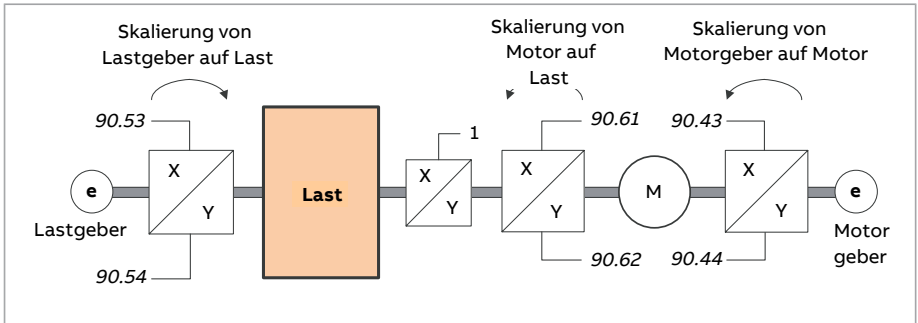 Skalierung von
Lastgeber auf Last
Skalierung von
Motor auf
Last
Skalierung von
Motorgeber auf Motor
90.53
1
90.61
90.43
X
Y
X
Y
X
Y
X
Y
e
Last
M
e
Lastgeber
Motor
geber
90.54
90.62
90.44